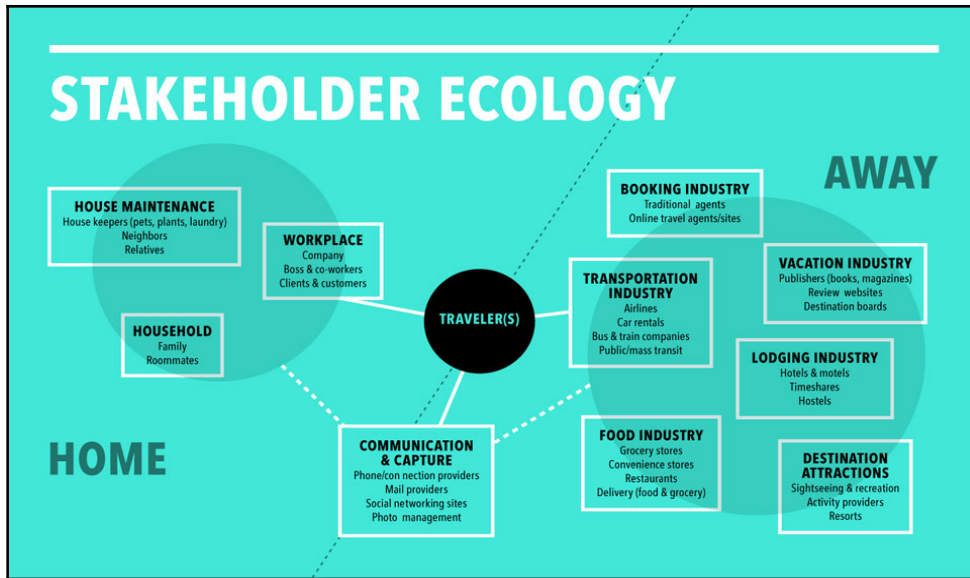 STAKEHOLDER ECOLOGY
AWAY
HOUSE MAINTENANCE
House keepers (pets, plants, laundry)
Neighbors
Relatives
WORKPLACE
Company
Boss & co-workers
Clients & customers
HOUSEHOLD
Family
Roommates
HOME
TRAVELER(S)
COMMUNICATION
& CAPTURE
Phone/con nection providers
Mail providers
Social networking sites
Photo management
BOOKING INDUSTRY
Traditional agents
Online travel agents/sites
TRANSPORTATION
INDUSTRY
Airlines
Car rentals
Bus & train companies
Public/mass transit
VACATION INDUSTRY
Publishers (books, magazines)
Review websites
Destination boards
LODGING INDUSTRY
Hotels & motels
Timeshares
Hostels
FOOD INDUSTRY
Grocery stores
Convenience stores
Restaurants
Delivery (food & grocery)
DESTINATION
ATTRACTIONS
Sightseeing & recreation
Activity providers
Resorts